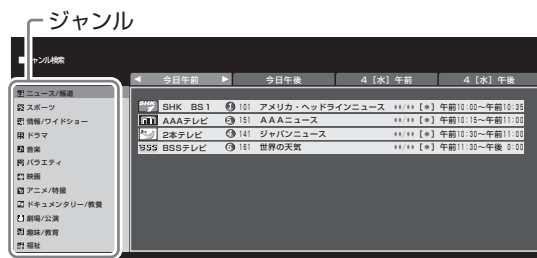 ジャンル
■ ジャンル検索
◀ 今日午前 ▶ 今日午後 4［水］午前 4［水］午後
ニュース/報道
スポーツ
情報/ワイドショー
ドラマ
音楽
バラエティ
映画
アニメ/特撮
ドキュメンタリー/教養
劇場/公演
趣味/教育
福祉
SHK BS1 ① 101 アメリカ・ヘッドラインニュース **/** [*] 午前10:00～午前10:35
AAAテレビ ⑤ 151 AAAニュース **/** [*] 午前10:15～午前11:00
2本テレビ ④ 141 ジャパンニュース **/** [*] 午前10:30～午前11:00
BSS BSSテレビ ⑥ 161 世界の天気 **/** [*] 午前11:30～午後 0:00